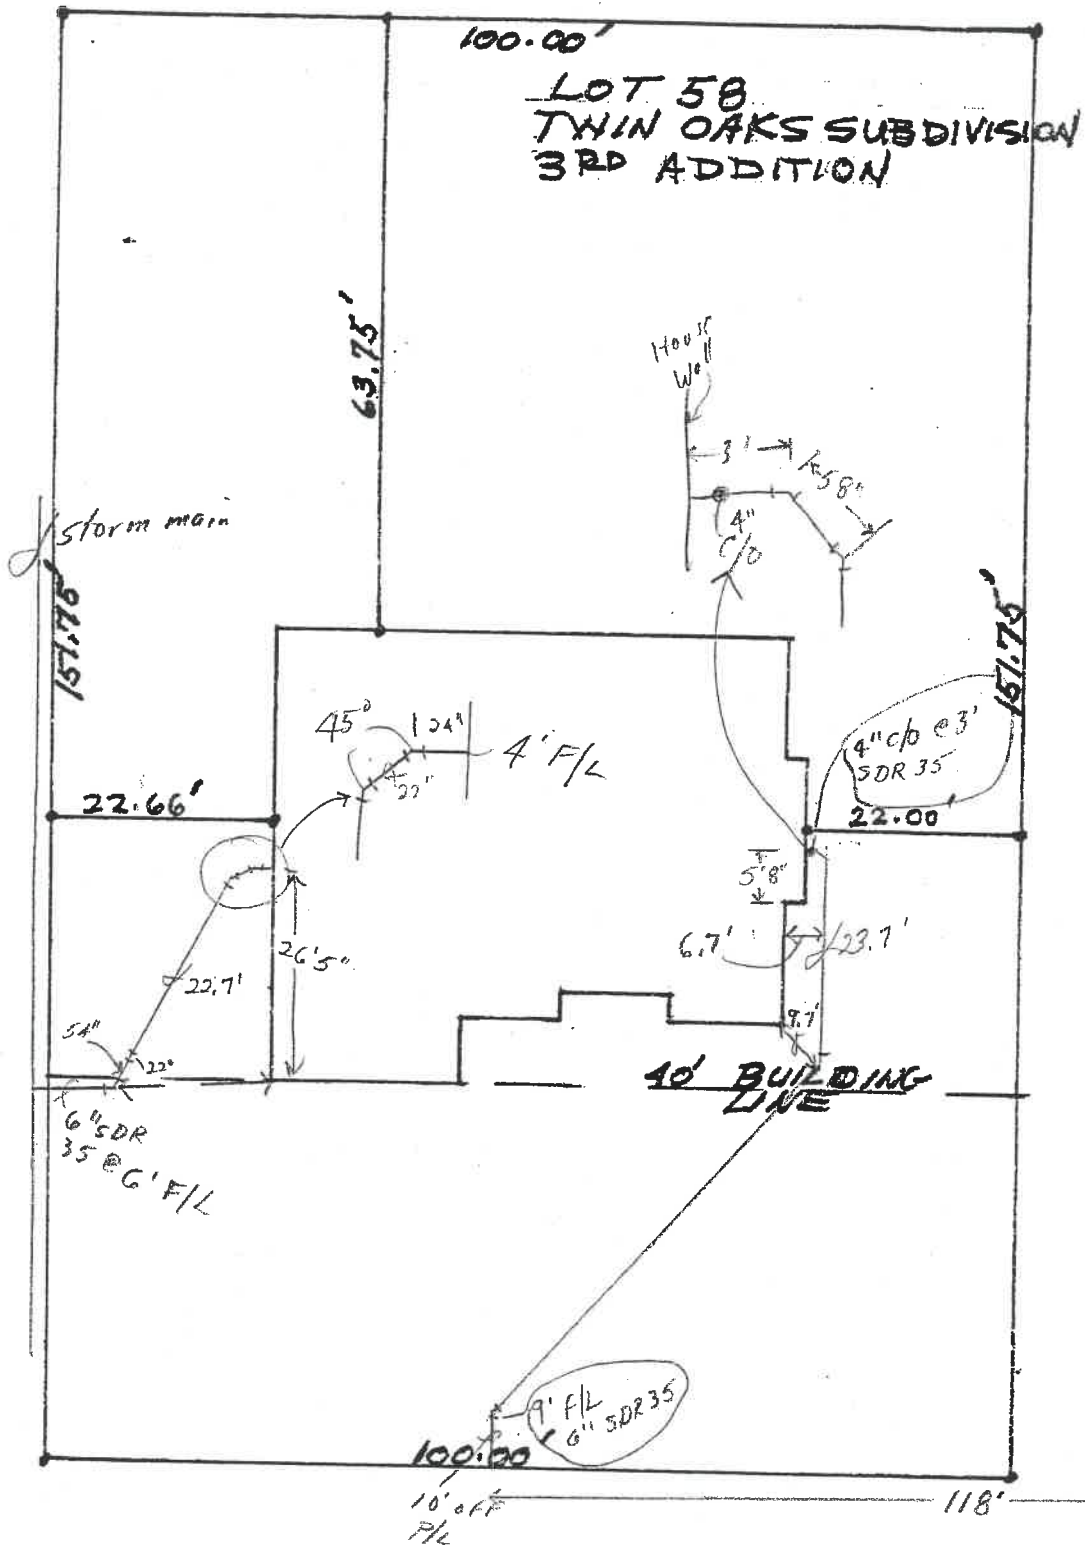 100.00'
LOT 58
TWIN OAKS SUBDIVISION
3RD ADDITION
63.75'
House
Wall
3'
58"
4"
C/O
Storm main
151.75'
151.75'
45°
24"
4' F/L
22"
4" C/O @ 3'
SDR 35
22.66'
22.00
5'8"
6.7'
23.7'
26'5"
22.7'
9.7'
54"
22"
40' BUILDING
LINE
6" SDR
35 @ 6' F/L
9' F/L
6" SDR 35
100.00
10' off
P/L
118'